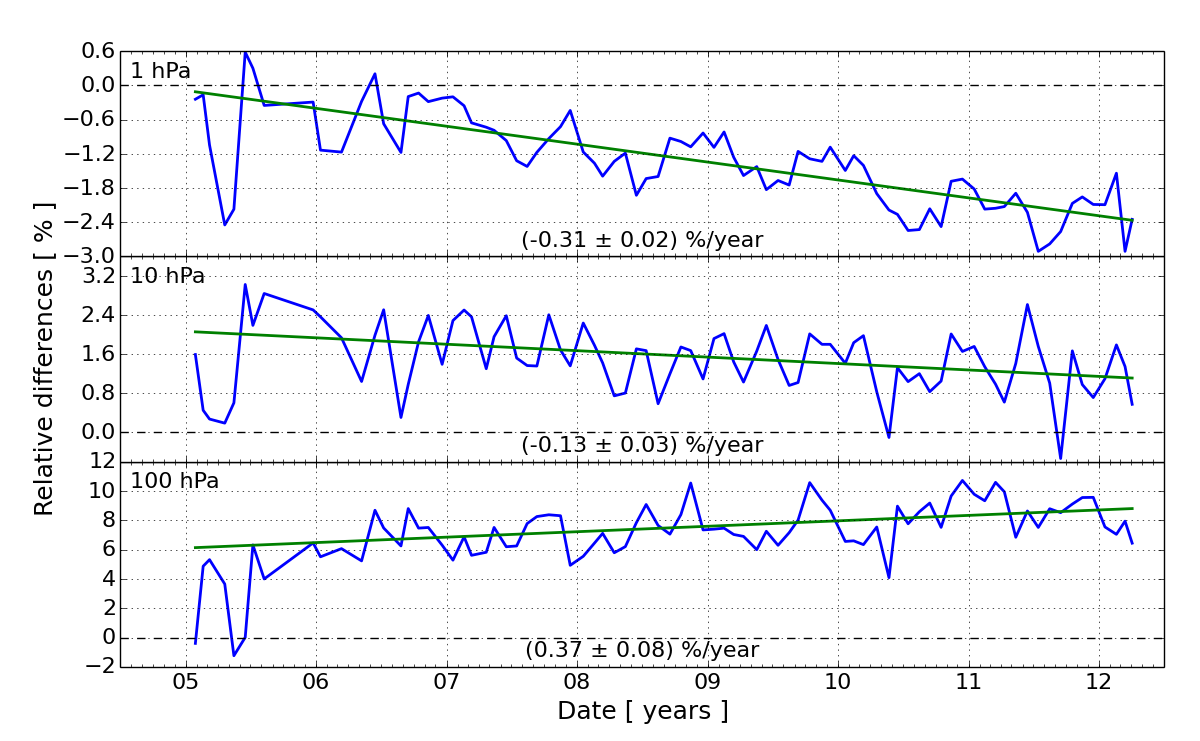 Relative differences [ % ]
0.6
0.0
−0.6
−1.2
−1.8
−2.4
−3.0
1 hPa
(-0.31 ± 0.02) %/year
3.2
2.4
1.6
0.8
0.0
10 hPa
(-0.13 ± 0.03) %/year
12
10
8
6
4
2
0
−2
100 hPa
(0.37 ± 0.08) %/year
05 06 07 08 09 10 11 12
Date [ years ]